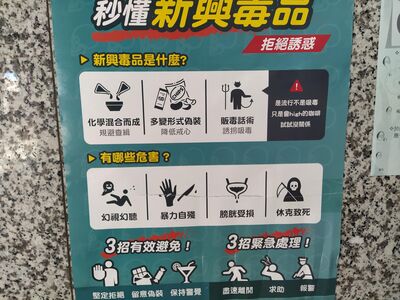 秒懂 新興毒品
拒絕誘惑
新興毒品是什麼?
化學混合而成
規避查緝
多變形式偽裝
降低戒心
販毒話術
誘拐吸毒
是流行不是吸毒
只是會high的咖啡
試試沒關係
有哪些危害?
幻視幻聽
暴力自殘
膀胱受損
休克致死
3招有效避免!
堅定拒絕
留意偽裝
保持警覺
3招緊急處理!
盡速離開
求助
報警